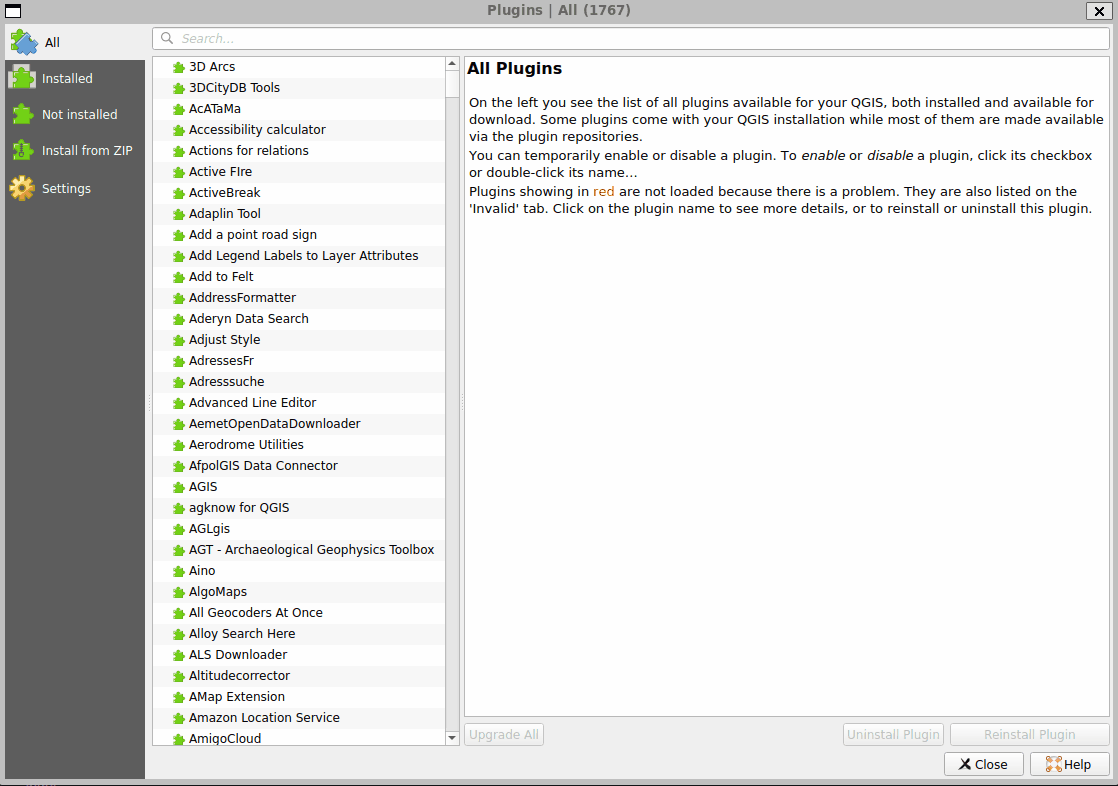 Plugins | All (1767)
All
Installed
Not installed
Install from ZIP
Settings
Search...
3D Arcs
3DCityDB Tools
AcATaMa
Accessibility calculator
Actions for relations
Active FIre
ActiveBreak
Adaplin Tool
Add a point road sign
Add Legend Labels to Layer Attributes
Add to Felt
AddressFormatter
Aderyn Data Search
Adjust Style
AdressesFr
Adresssuche
Advanced Line Editor
AemetOpenDataDownloader
Aerodrome Utilities
AfpolGIS Data Connector
AGIS
agknow for QGIS
AGLgis
AGT - Archaeological Geophysics Toolbox
Aino
AlgoMaps
All Geocoders At Once
Alloy Search Here
ALS Downloader
Altitudecorrector
AMap Extension
Amazon Location Service
AmigoCloud
All Plugins
On the left you see the list of all plugins available for your QGIS, both installed and available for
download. Some plugins come with your QGIS installation while most of them are made available
via the plugin repositories.
You can temporarily enable or disable a plugin. To enable or disable a plugin, click its checkbox
or double-click its name...
Plugins showing in red are not loaded because there is a problem. They are also listed on the
'Invalid' tab. Click on the plugin name to see more details, or to reinstall or uninstall this plugin.
Upgrade All
Uninstall Plugin
Reinstall Plugin
Close
Help